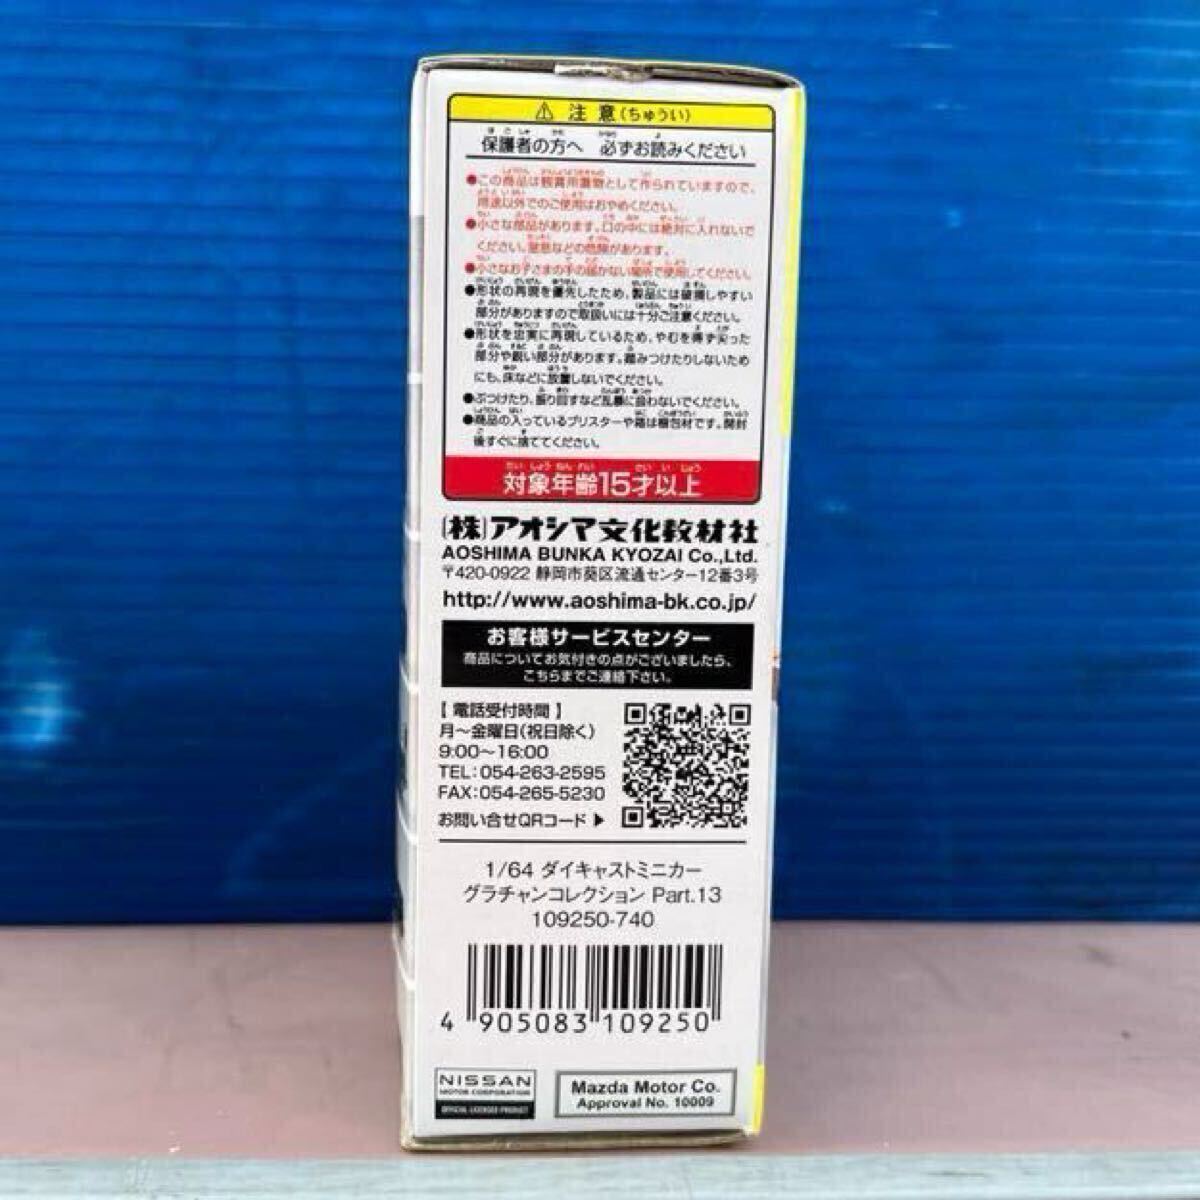 ⚠ 注意(ちゅうい)
保護者の方へ 必ずお読みください
●この商品は観賞用置物として作られていますので、
用途以外でのご使用はおやめください。
●小さな部品があります。口の中には絶対に入れないで
ください。窒息などの危険があります。
●小さなお子さまの手の届かない場所で使用してください。
●形状の再現を優先したため、製品には破損しやすい
部分がありますので取扱いには十分ご注意ください。
●形状を忠実に再現しているため、やむを得ず尖った
部分や鋭い部分があります。踏みつけたりしないため
にも、床などに放置しないでください。
●ぶつけたり、振り回すなど乱暴に扱わないでください。
●商品の入っているブリスターや箱は梱包材です。開封
後すぐに捨ててください。
対象年齢15才以上
(株)アオシマ文化教材社
AOSHIMA BUNKA KYOZAI Co.,Ltd.
〒420-0922 静岡市葵区流通センター12番3号
http://www.aoshima-bk.co.jp/
お客様サービスセンター
商品についてお気付きの点がございましたら、
こちらまでご連絡下さい。
【 電話受付時間 】
月〜金曜日(祝日除く)
9:00〜16:00
TEL:054-263-2595
FAX:054-265-5230
お問い合せQRコード ▶
1/64 ダイキャストミニカー
グラチャンコレクション Part.13
109250-740
4 905083 109250
NISSAN
MOTOR CORPORATION
OFFICIAL LICENSED PRODUCT
Mazda Motor Co.
Approval No. 10009